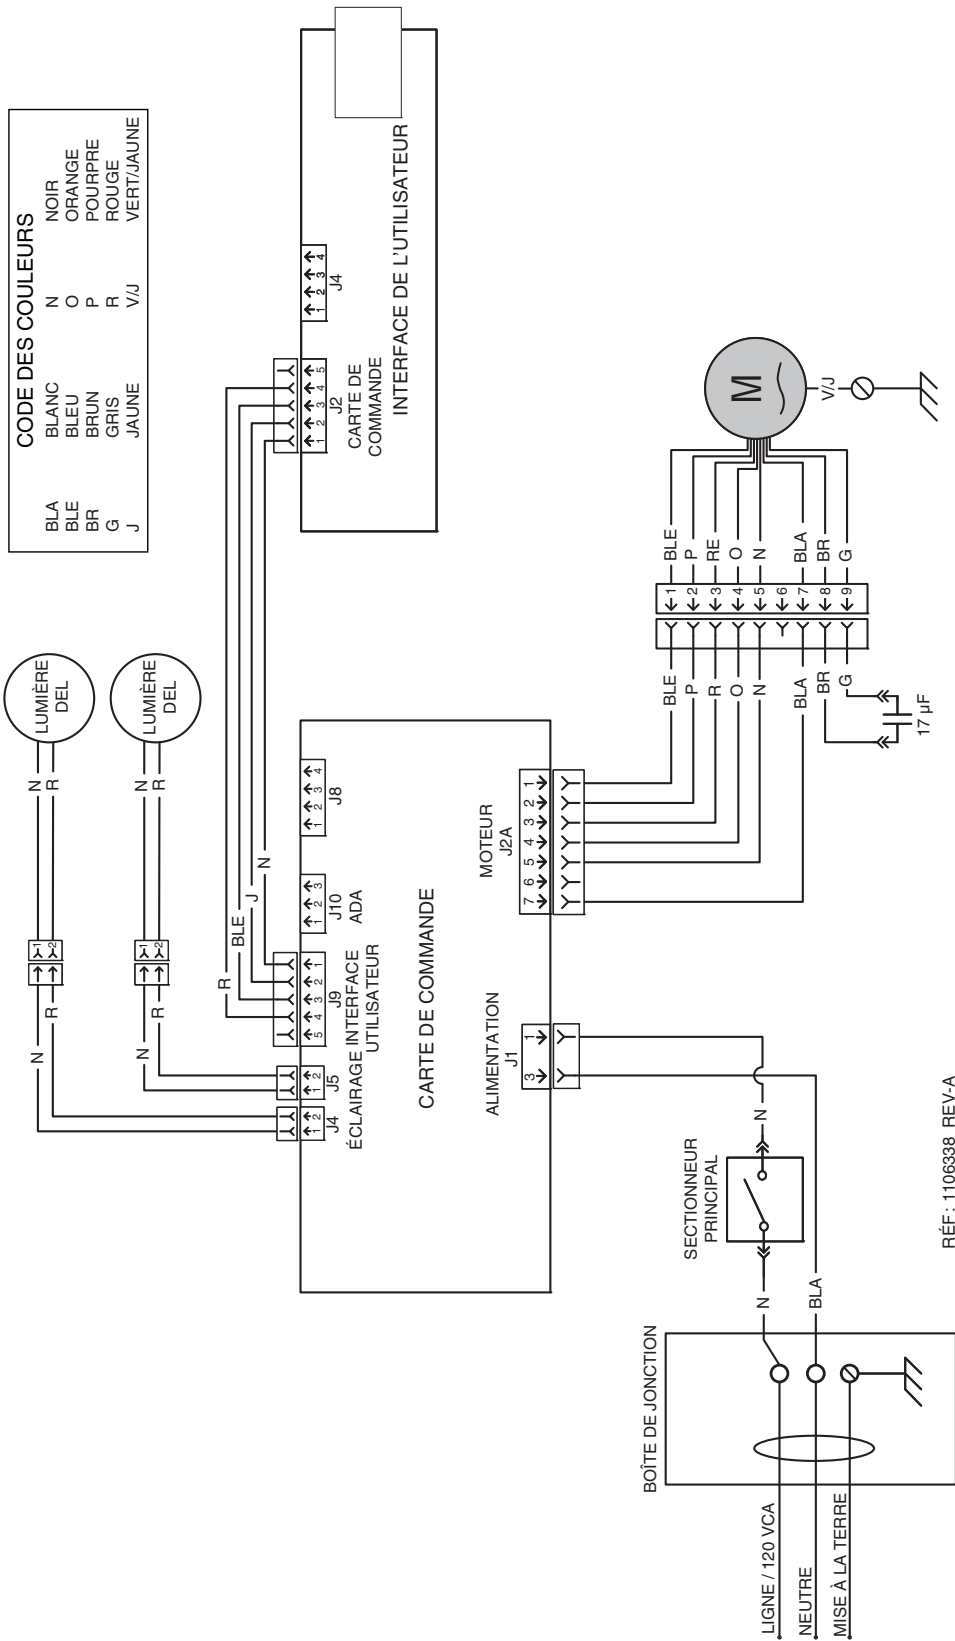 CODE DES COULEURS
BLA BLANC N NOIR
BLE BLEU O ORANGE
BR BRUN P POURPRE
G GRIS R ROUGE
J JAUNE V/J VERT/JAUNE
LUMIÈRE
DEL
LUMIÈRE
DEL
N
R
N
R
1
2
1
2
N
R
N
R
R
BLE
J
N
1 2
J4
1 2
J5
ÉCLAIRAGE
5 4 3 2 1
J9
INTERFACE
UTILISATEUR
1 2 3
J10
ADA
1 2 3 4
J8
CARTE DE COMMANDE
1 2 3 4 5
J2
CARTE DE
COMMANDE
1 2 3 4
J4
INTERFACE DE L'UTILISATEUR
ALIMENTATION
J1
3 1
MOTEUR
J2A
7 6 5 4 3 2 1
BLE
P
R
O
N
BLA
BR
G
17 µF
1
2
3
4
5
6
7
8
9
BLE
P
RE
O
N
BLA
BR
G
M
V/J
SECTIONNEUR
PRINCIPAL
N
N
BLA
BOÎTE DE JONCTION
LIGNE / 120 VCA
NEUTRE
MISE À LA TERRE
RÉF : 1106338 REV-A